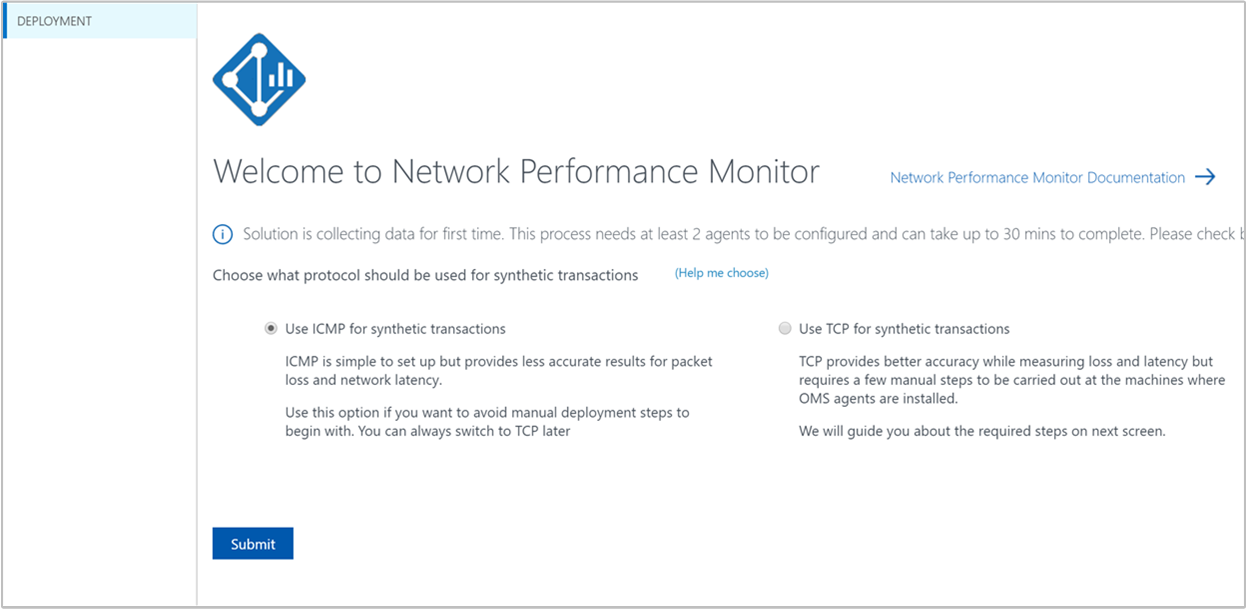 DEPLOYMENT
Welcome to Network Performance Monitor
Network Performance Monitor Documentation
Solution is collecting data for first time. This process needs at least 2 agents to be configured and can take up to 30 mins to complete. Please check
Choose what protocol should be used for synthetic transactions
(Help me choose)
Use ICMP for synthetic transactions
ICMP is simple to set up but provides less accurate results for packet
loss and network latency.
Use this option if you want to avoid manual deployment steps to
begin with. You can always switch to TCP later
Use TCP for synthetic transactions
TCP provides better accuracy while measuring loss and latency but
requires a few manual steps to be carried out at the machines where
OMS agents are installed.
We will guide you about the required steps on next screen.
Submit